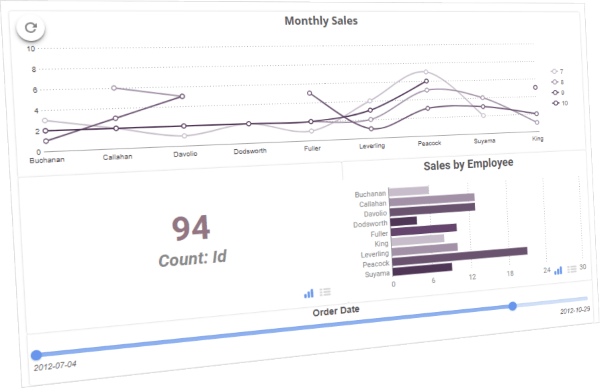 Monthly Sales
10
8
6
4
2
0
Buchanan Callahan Davolio Dodsworth Fuller Leverling Peacock Suyama King
7
8
9
10
94
Count: Id
Sales by Employee
Buchanan
Callahan
Davolio
Dodsworth
Fuller
King
Leverling
Peacock
Suyama
0 6 12 18 24 30
Order Date
2012-07-04
2012-10-25